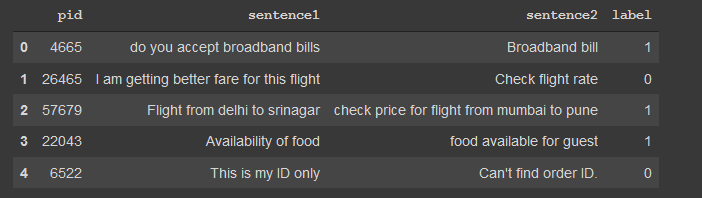 pid sentence1 sentence2 label
0 4665 do you accept broadband bills Broadband bill 1
1 26465 I am getting better fare for this flight Check flight rate 0
2 57679 Flight from delhi to srinagar check price for flight from mumbai to pune 1
3 22043 Availability of food food available for guest 1
4 6522 This is my ID only Can't find order ID. 0